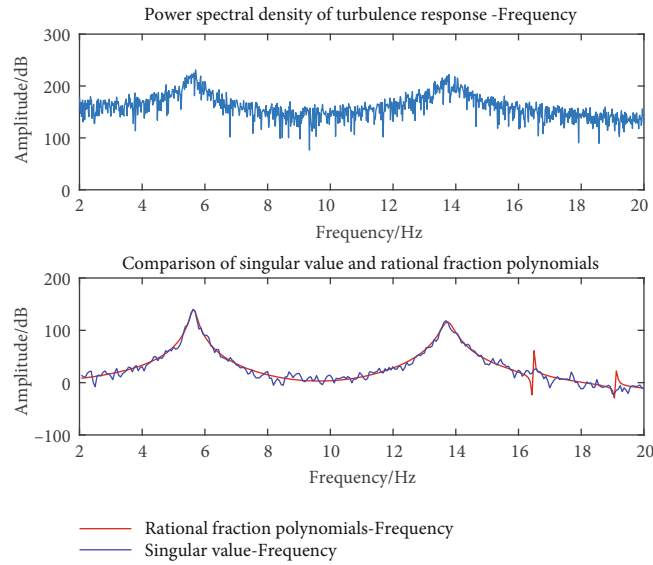 Power spectral density of turbulence response -Frequency
300
200
100
0
Amplitude/dB
2 4 6 8 10 12 14 16 18 20
Frequency/Hz
Comparison of singular value and rational fraction polynomials
200
100
0
–100
Amplitude/dB
2 4 6 8 10 12 14 16 18 20
Frequency/Hz
Rational fraction polynomials-Frequency
Singular value-Frequency